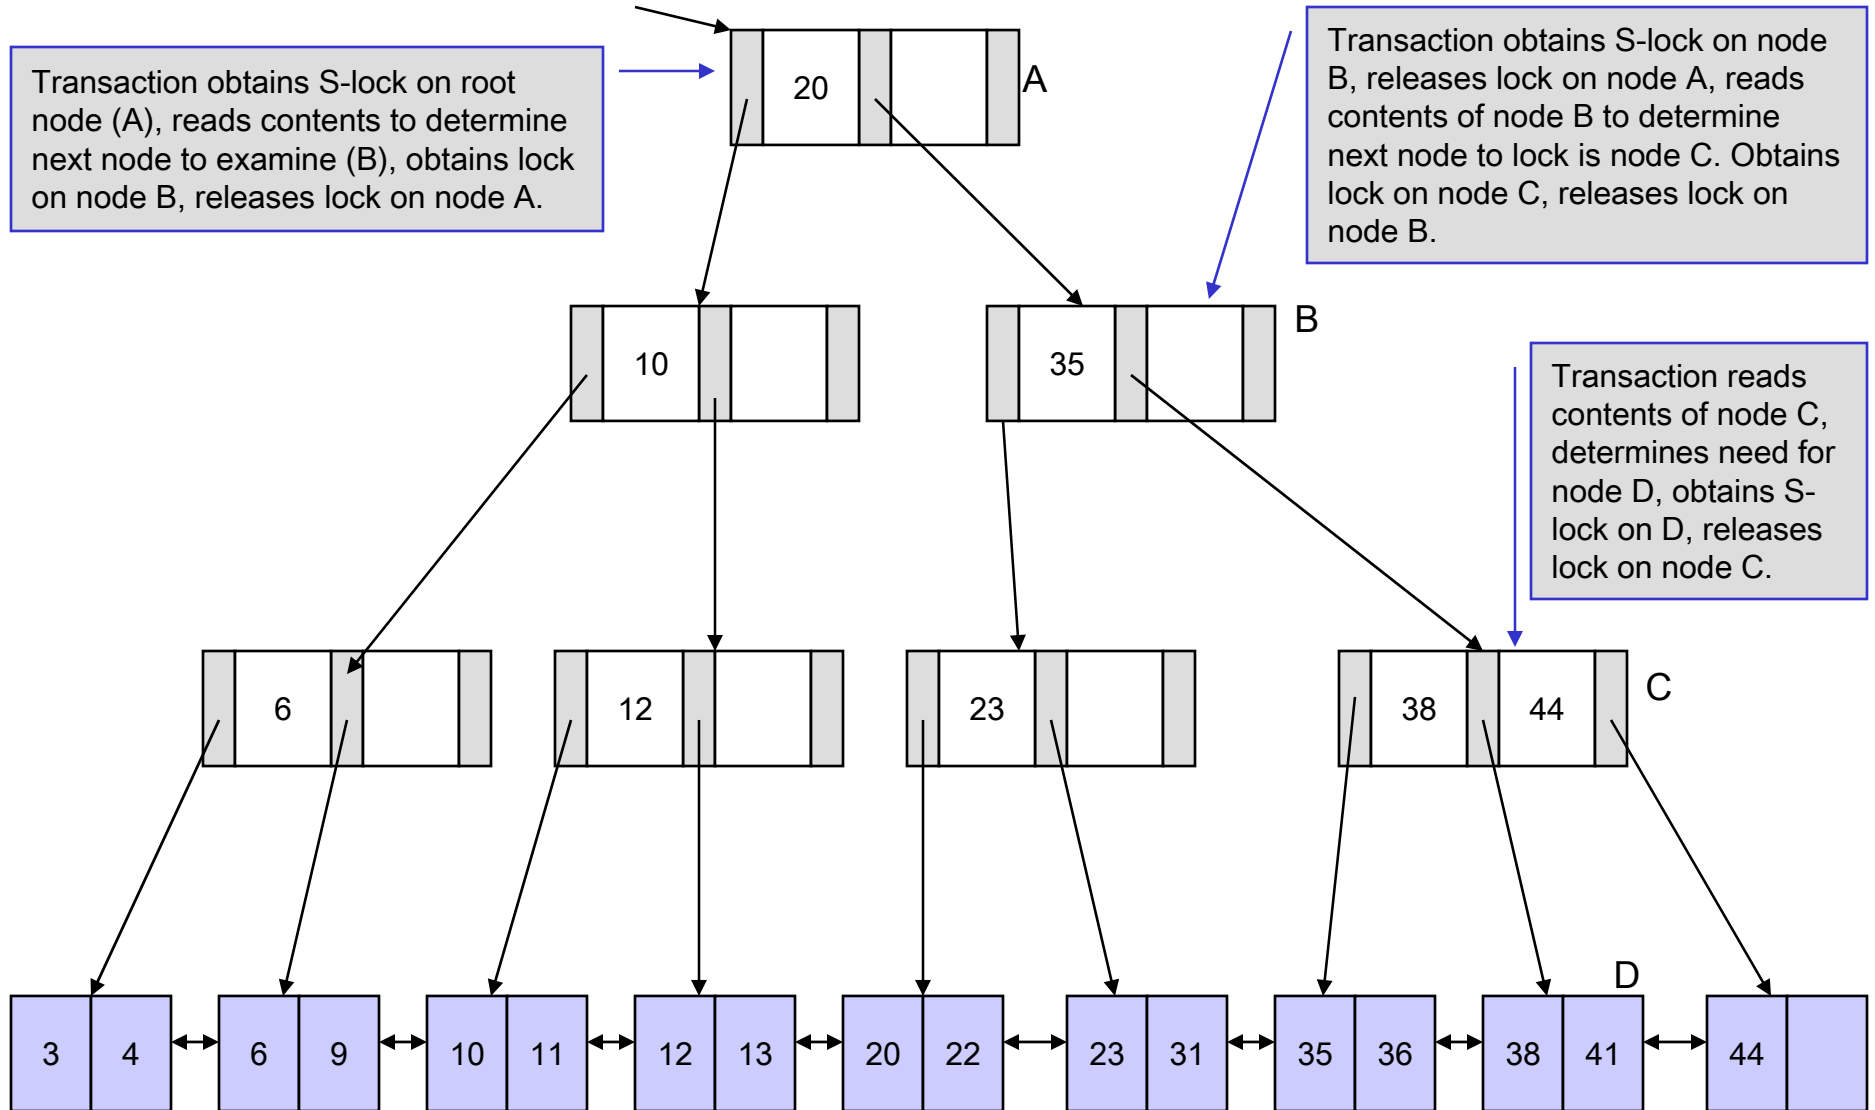 Transaction obtains S-lock on root
node (A), reads contents to determine
next node to examine (B), obtains lock
on node B, releases lock on node A.
20
A
Transaction obtains S-lock on node
B, releases lock on node A, reads
contents of node B to determine
next node to lock is node C. Obtains
lock on node C, releases lock on
node B.
10
35
B
Transaction reads
contents of node C,
determines need for
node D, obtains S-
lock on D, releases
lock on node C.
6
12
23
38 44
C
D
3 4
6 9
10 11
12 13
20 22
23 31
35 36
38 41
44